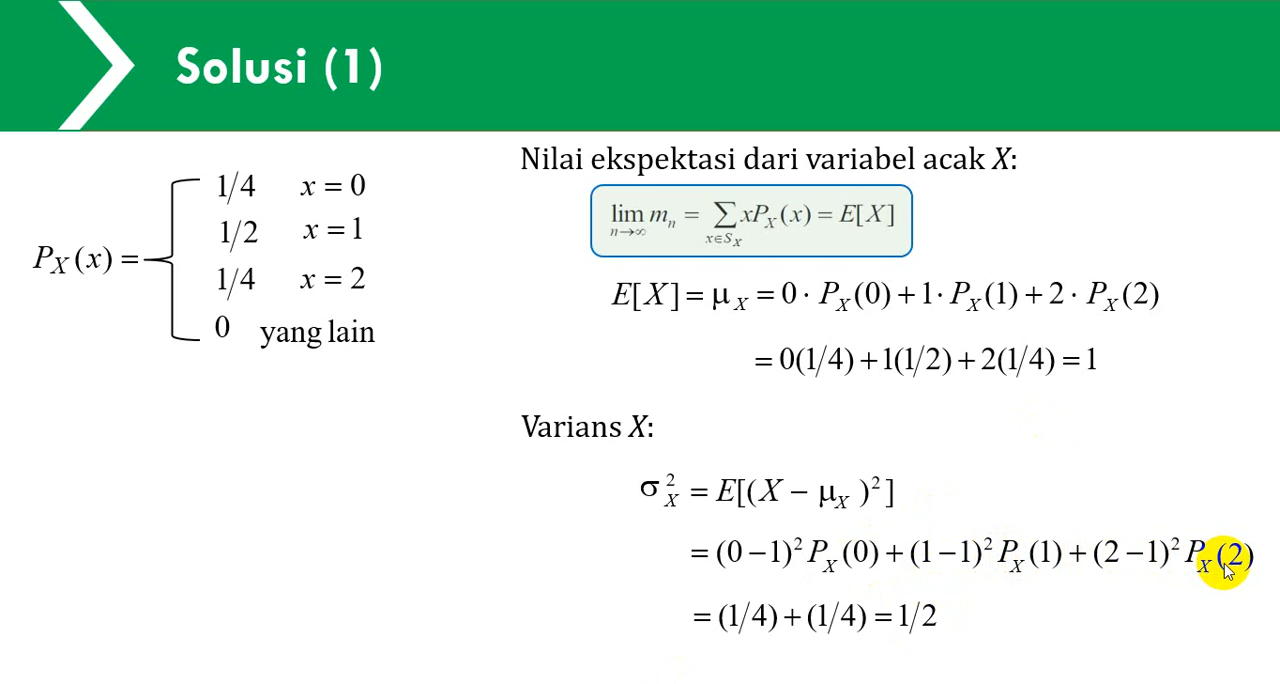 Solusi (1)
P_X(x) =
1/4 x = 0
1/2 x = 1
1/4 x = 2
0 yang lain
Nilai ekspektasi dari variabel acak X:
lim_{n→∞} m_n = ∑_{x∈S_X} xP_X(x) = E[X]
E[X] = μ_X = 0 · P_X(0) + 1 · P_X(1) + 2 · P_X(2)
= 0(1/4) + 1(1/2) + 2(1/4) = 1
Varians X:
σ_X^2 = E[(X − μ_X)^2]
= (0 − 1)^2 P_X(0) + (1 − 1)^2 P_X(1) + (2 − 1)^2 P_X(2)
= (1/4) + (1/4) = 1/2